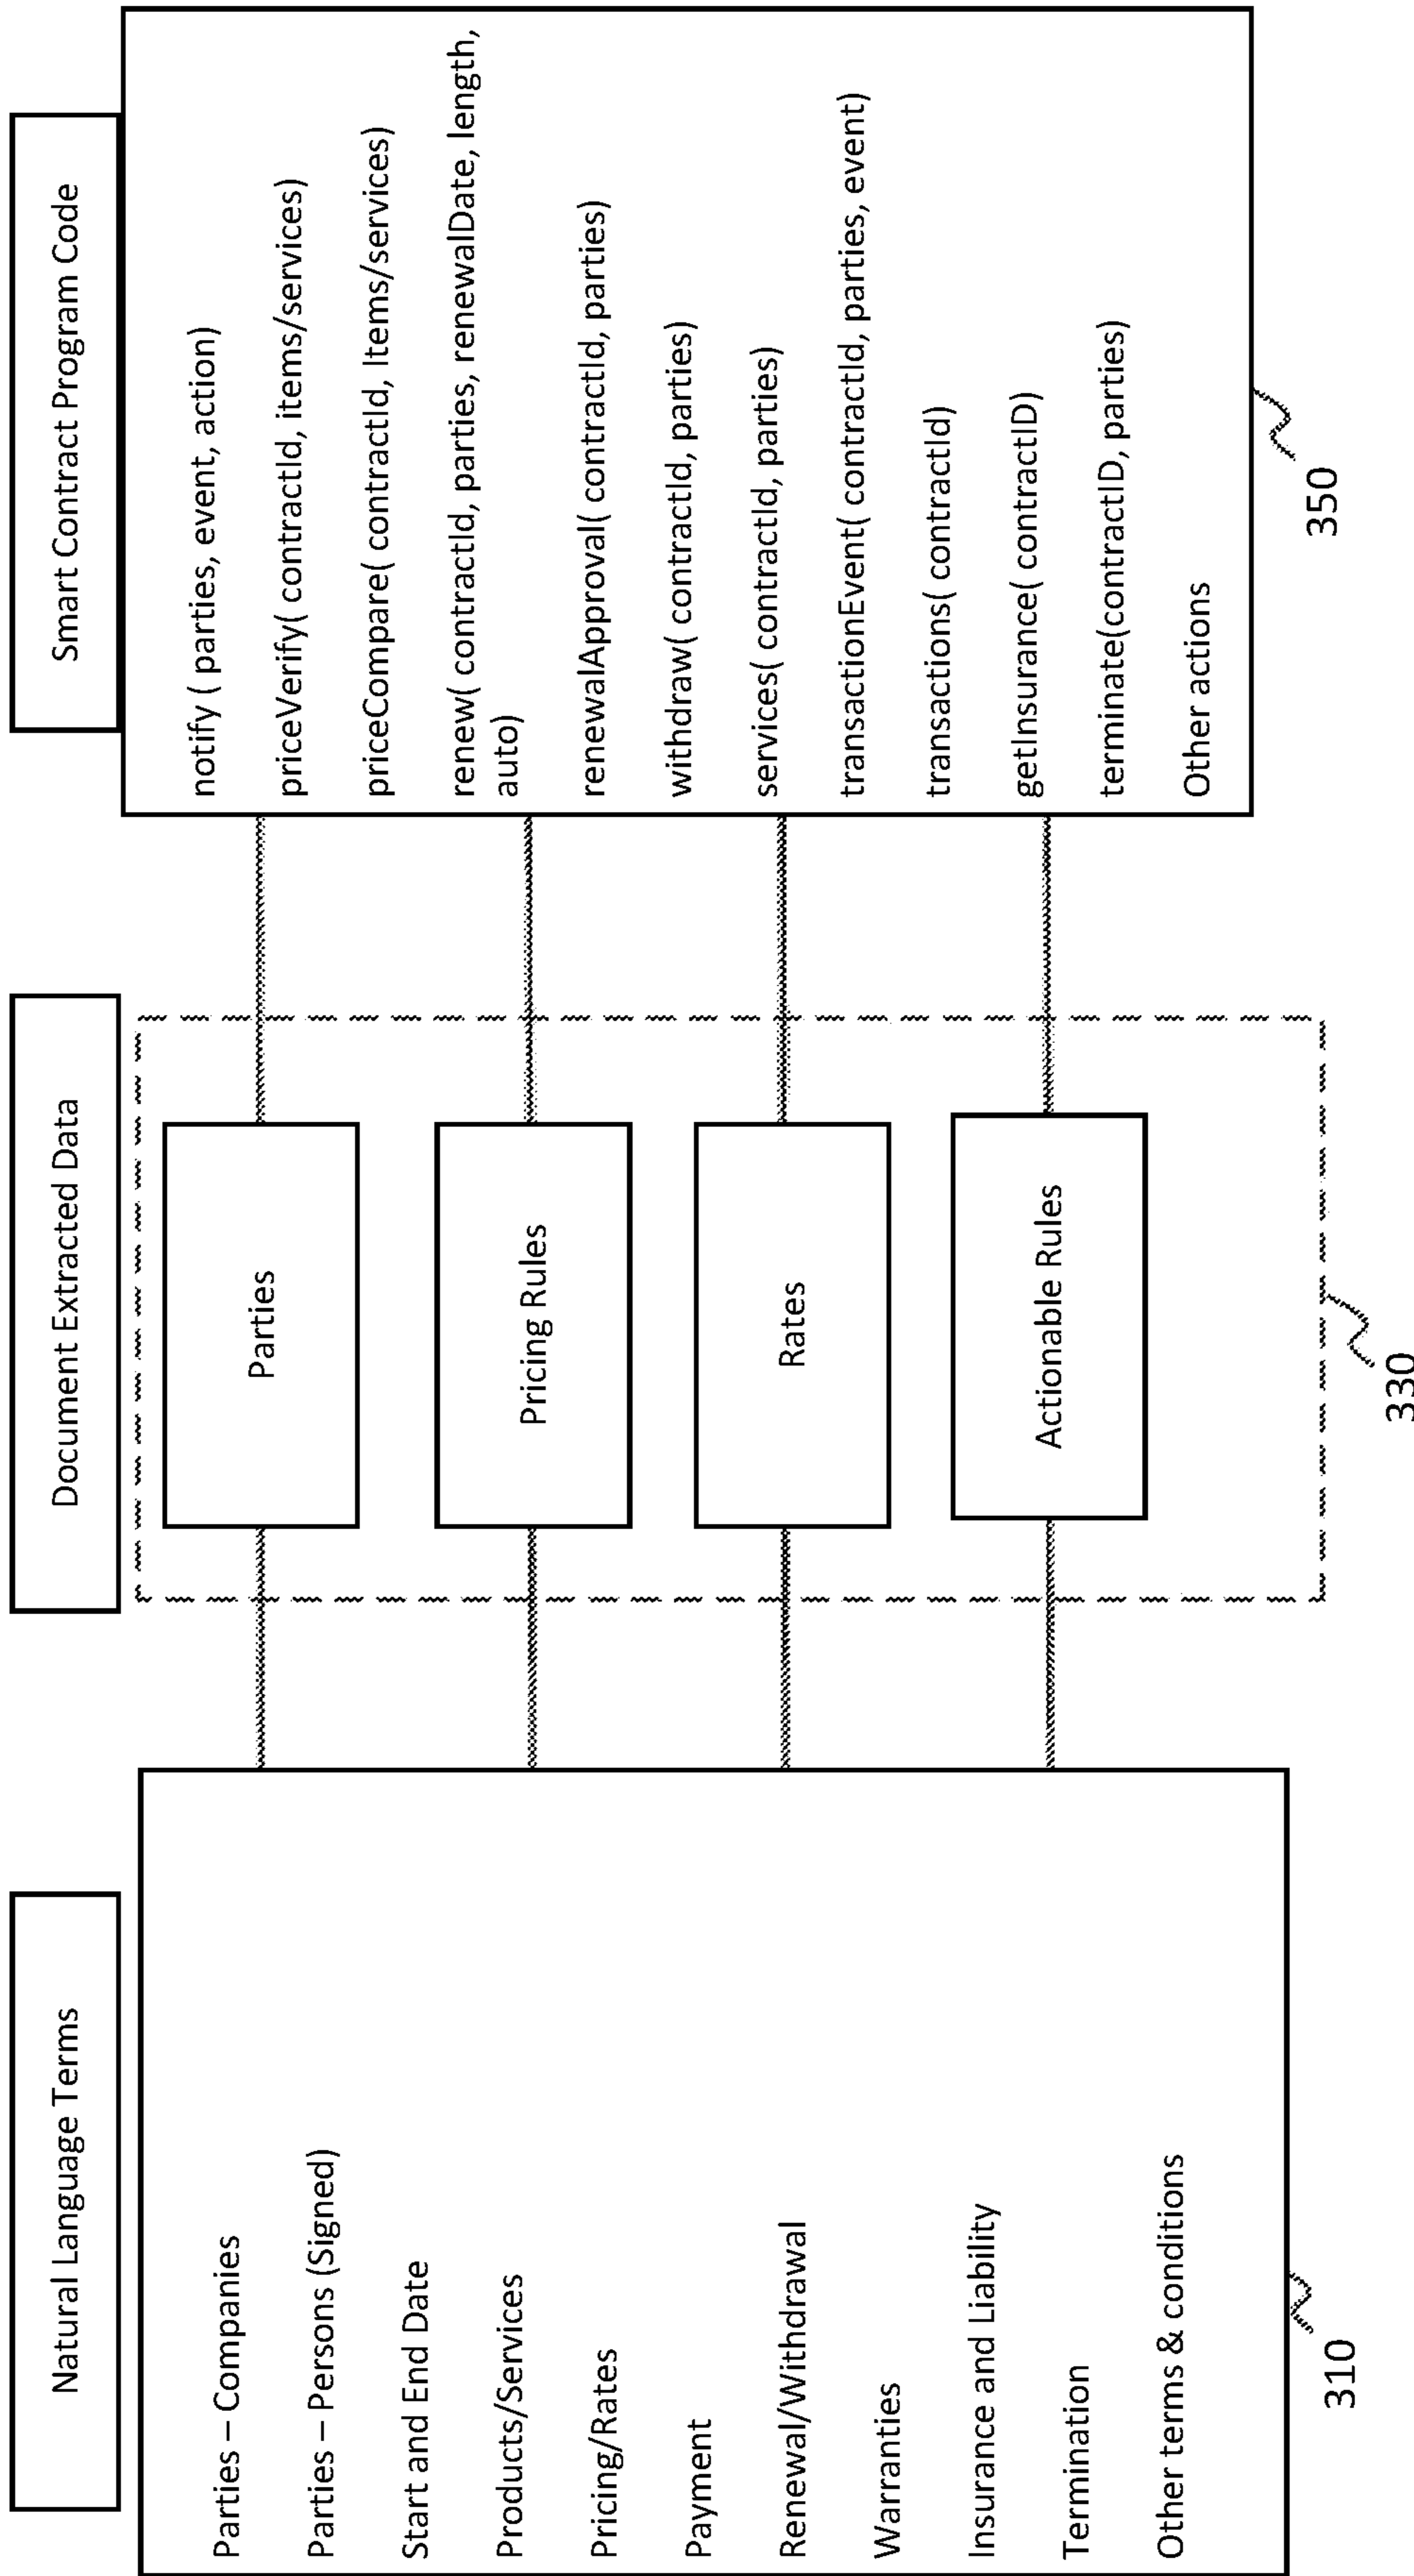 Natural Language Terms
Parties – Companies
Parties – Persons (Signed)
Start and End Date
Products/Services
Pricing/Rates
Payment
Renewal/Withdrawal
Warranties
Insurance and Liability
Termination
Other terms & conditions
310
Document Extracted Data
Parties
Pricing Rules
Rates
Actionable Rules
330
Smart Contract Program Code
notify ( parties, event, action)
priceVerify( contractId, items/services)
priceCompare( contractId, Items/services)
renew( contractId, parties, renewalDate, length,
auto)
renewalApproval( contractId, parties)
withdraw( contractId, parties)
services( contractId, parties)
transactionEvent( contractId, parties, event)
transactions( contractId)
getInsurance( contractID)
terminate(contractID, parties)
Other actions
350